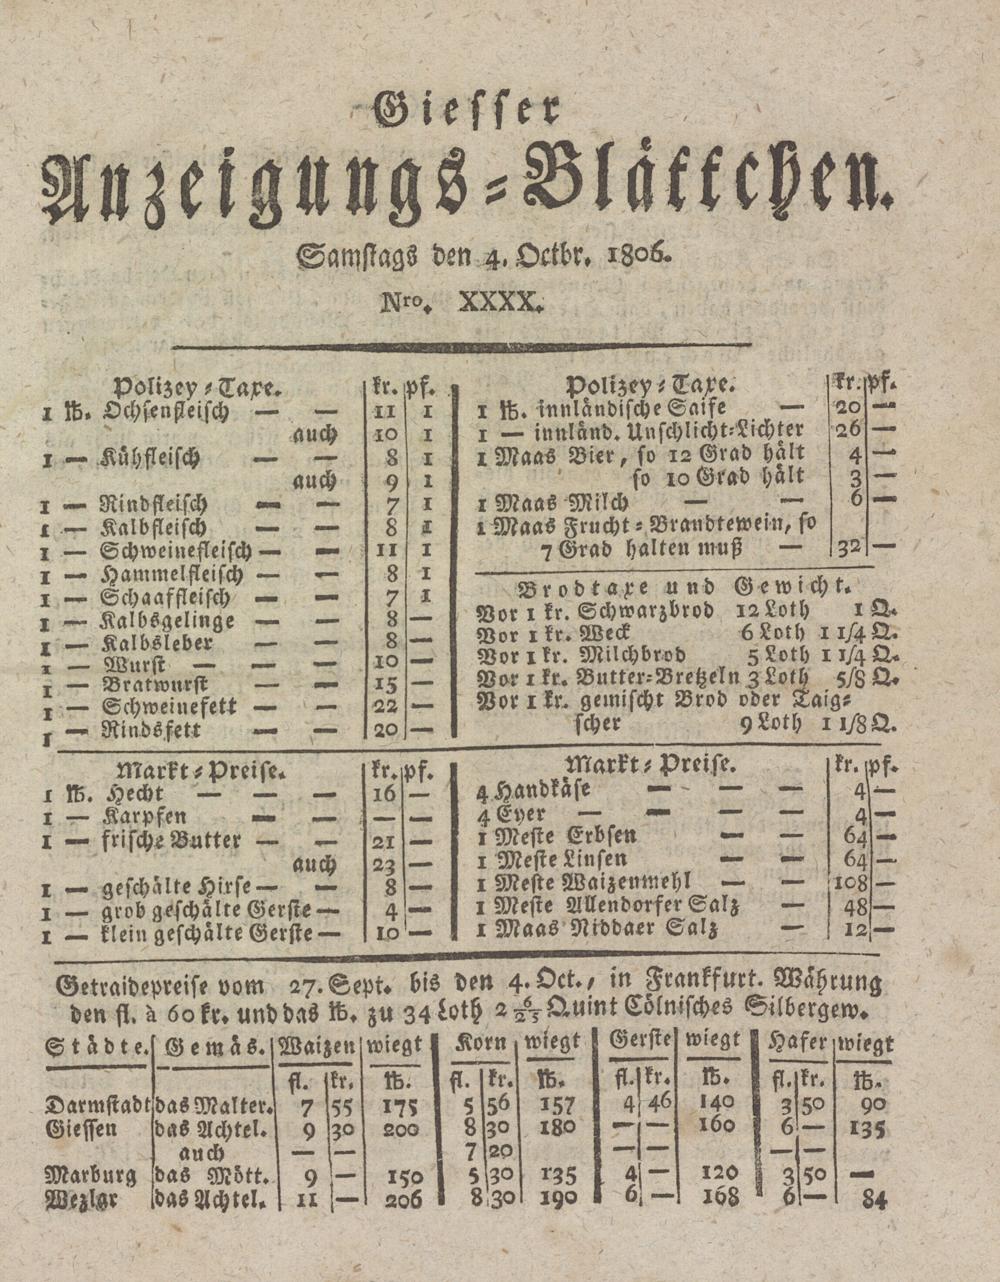 Giesser
Anzeigungs-Blättchen.
Samstags den 4. Octbr. 1806.
Nro. XXXX.
Polizey-Taxe. kr. pf.
1 ℔. Ochsenfleisch — — 11 1
auch 10 1
1 — Kühfleisch — — 8 1
auch 9 1
1 — Rindfleisch — — 7 1
1 — Kalbfleisch — — 8 1
1 — Schweinefleisch — — 11 1
1 — Hammelfleisch — — 8 1
1 — Schaaffleisch — — 7 1
1 — Kalbsgelinge — — 8 —
1 — Kalbsleber — — 8 —
1 — Wurst — — — 10 —
1 — Bratwurst — — 15 —
1 — Schweinefett — — 22 —
1 — Rindsfett — — 20 —
Polizey-Taxe. kr. pf.
1 ℔. innländische Saife — 20 —
1 — innländ. Unschlicht-Lichter 26 —
1 Maas Bier, so 12 Grad hält 4 —
so 10 Grad hält 3 —
1 Maas Milch — — 6 —
1 Maas Frucht-Brandtewein, so
7 Grad halten muß — 32 —
Brodtaxe und Gewicht.
Vor 1 kr. Schwarzbrod 12 Loth 1 Q.
Vor 1 kr. Weck 6 Loth 1 1/4 Q.
Vor 1 kr. Milchbrod 5 Loth 1 1/4 Q.
Vor 1 kr. Butter-Bretzeln 3 Loth 5/8 Q.
Vor 1 kr. gemischt Brod oder Taig-
scher 9 Loth 1 1/8 Q.
Markt-Preise. kr. pf.
1 ℔. Hecht — — — 16 —
1 — Karpfen — — — —
1 — frische Butter — — 21 —
auch 23 —
1 — geschälte Hirse — — 8 —
1 — grob geschälte Gerste — 4 —
1 — klein geschälte Gerste — 10 —
Markt-Preise. kr. pf.
4 Handkäse — — — 4 —
4 Eyer — — — — 4 —
1 Meste Erbsen — — 64 —
1 Meste Linsen — — 64 —
1 Meste Waizenmehl — — 108 —
1 Meste Allendorfer Salz — 48 —
1 Maas Niddaer Salz — 12 —
Getraidepreise vom 27. Sept. bis den 4. Oct., in Frankfurt. Währung
den fl. à 60 kr. und das ℔. zu 34 Loth 2 6/25 Quint Cölnisches Silbergew.
Städte. Gemäs. Waizen wiegt Korn wiegt Gerste wiegt Hafer wiegt
fl. kr. ℔. fl. kr. ℔. fl. kr. ℔. fl. kr. ℔.
Darmstadt das Malter. 7 55 175 5 56 157 4 46 140 3 50 90
Giessen das Achtel. 9 30 200 8 30 180 — — 160 6 — 135
auch — — 7 20 — — — —
Marburg das Mött. 9 — 150 5 30 135 4 — 120 3 50 —
Wezlar das Achtel. 11 — 206 8 30 190 6 — 168 6 — 84